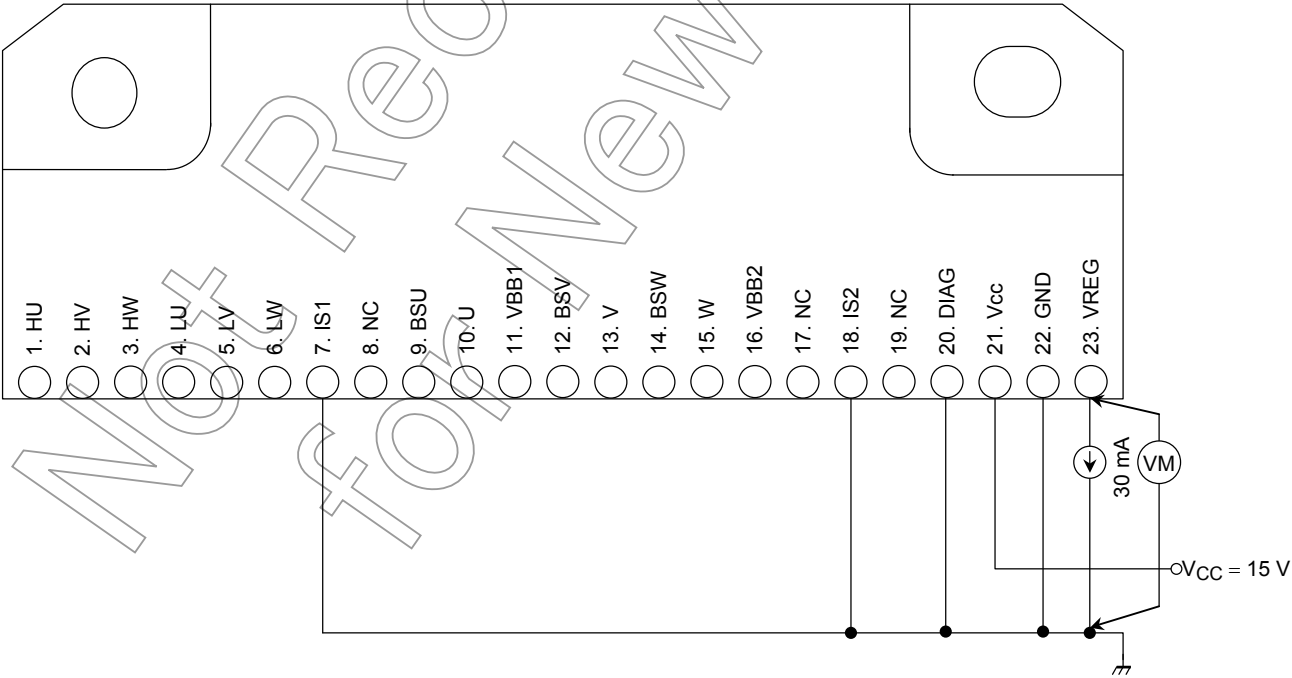 Not Reco
for New
1. HU
2. HV
3. HW
4. LU
5. LV
6. LW
7. IS1
8. NC
9. BSU
10. U
11. VBB1
12. BSV
13. V
14. BSW
15. W
16. VBB2
17. NC
18. IS2
19. NC
20. DIAG
21. Vcc
22. GND
23. VREG
30 mA
VM
VCC = 15 V